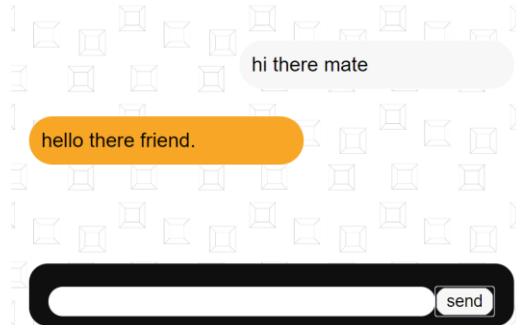 hi there mate
hello there friend.
send